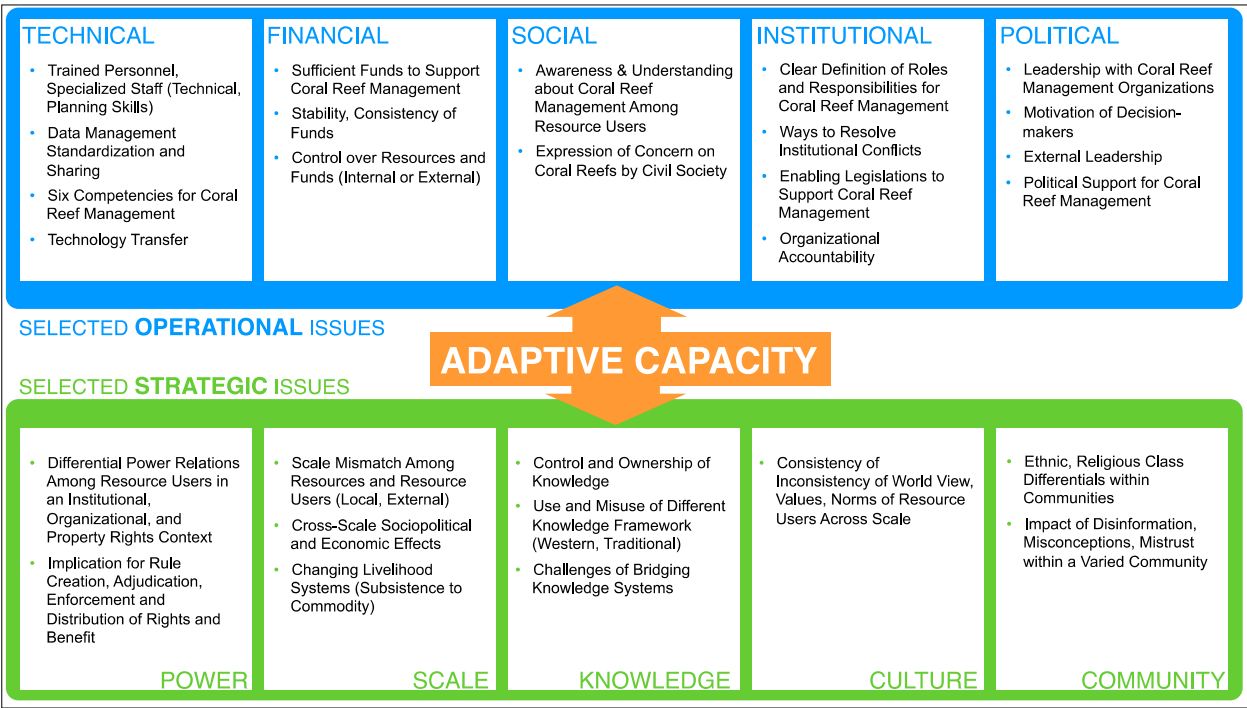 TECHNICAL
• Trained Personnel,
Specialized Staff (Technical,
Planning Skills)
• Data Management
Standardization and
Sharing
• Six Competencies for Coral
Reef Management
• Technology Transfer
FINANCIAL
• Sufficient Funds to Support
Coral Reef Management
• Stability, Consistency of
Funds
• Control over Resources and
Funds (Internal or External)
SOCIAL
• Awareness & Understanding
about Coral Reef
Management Among
Resource Users
• Expression of Concern on
Coral Reefs by Civil Society
INSTITUTIONAL
• Clear Definition of Roles
and Responsibilities for
Coral Reef Management
• Ways to Resolve
Institutional Conflicts
• Enabling Legislations to
Support Coral Reef
Management
• Organizational
Accountability
POLITICAL
• Leadership with Coral Reef
Management Organizations
• Motivation of Decision-
makers
• External Leadership
• Political Support for Coral
Reef Management
SELECTED OPERATIONAL ISSUES
ADAPTIVE CAPACITY
SELECTED STRATEGIC ISSUES
• Differential Power Relations
Among Resource Users in
an Institutional,
Organizational, and
Property Rights Context
• Implication for Rule
Creation, Adjudication,
Enforcement and
Distribution of Rights and
Benefit
POWER
• Scale Mismatch Among
Resources and Resource
Users (Local, External)
• Cross-Scale Sociopolitical
and Economic Effects
• Changing Livelihood
Systems (Subsistence to
Commodity)
SCALE
• Control and Ownership of
Knowledge
• Use and Misuse of Different
Knowledge Framework
(Western, Traditional)
• Challenges of Bridging
Knowledge Systems
KNOWLEDGE
• Consistency of
Inconsistency of World View,
Values, Norms of Resource
Users Across Scale
CULTURE
• Ethnic, Religious Class
Differentials within
Communities
• Impact of Disinformation,
Misconceptions, Mistrust
within a Varied Community
COMMUNITY